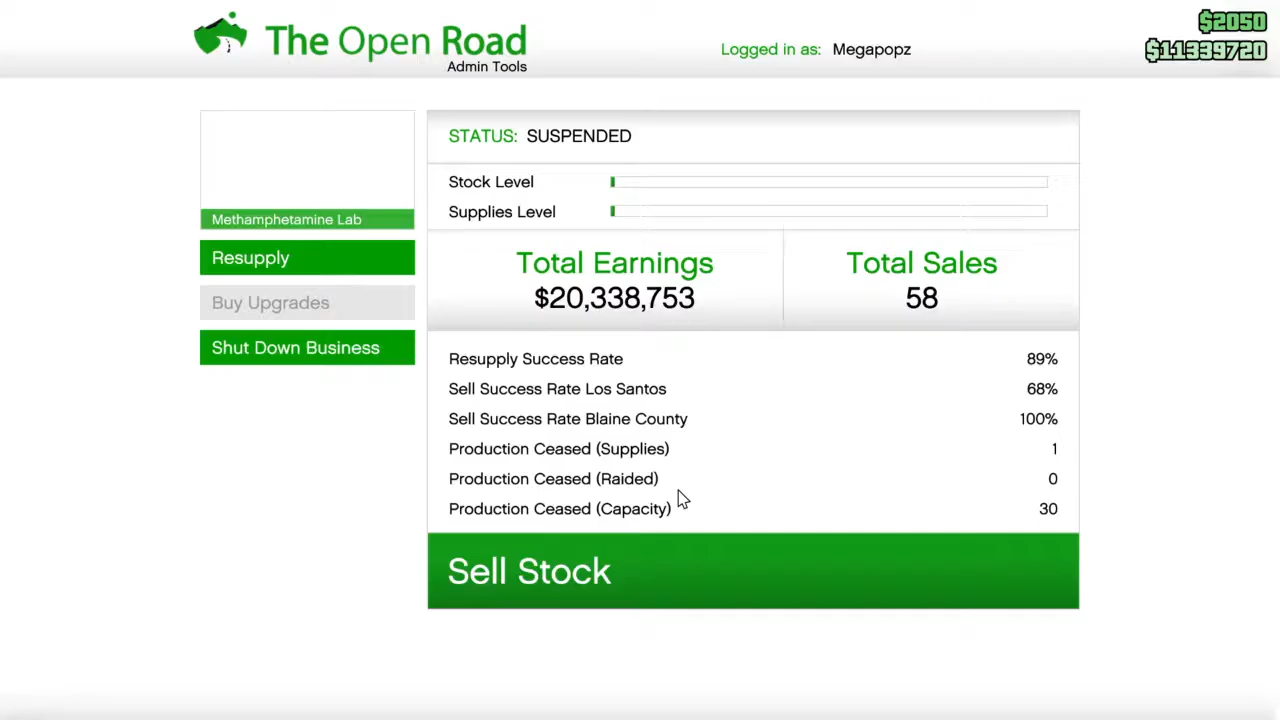 The Open Road
Admin Tools
Logged in as: Megapopz
$2050
$11339720
Methamphetamine Lab
Resupply
Buy Upgrades
Shut Down Business
STATUS: SUSPENDED
Stock Level
Supplies Level
Total Earnings
$20,338,753
Total Sales
58
Resupply Success Rate 89%
Sell Success Rate Los Santos 68%
Sell Success Rate Blaine County 100%
Production Ceased (Supplies) 1
Production Ceased (Raided) 0
Production Ceased (Capacity) 30
Sell Stock